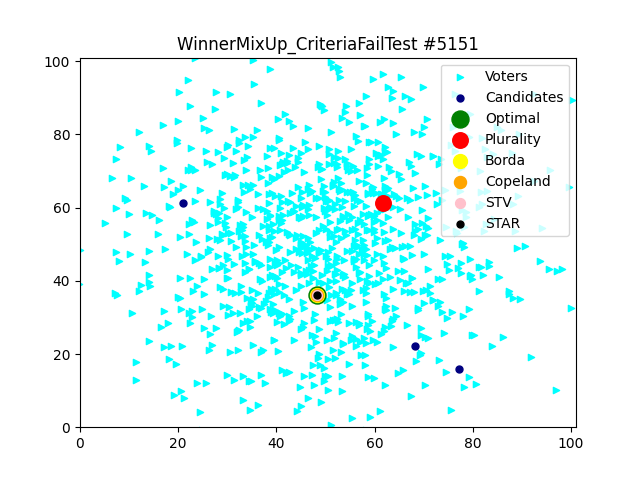 WinnerMixUp_CriteriaFailTest #5151
100
80
60
40
20
0
0
20
40
60
80
100
Voters
Candidates
Optimal
Plurality
Borda
Copeland
STV
STAR